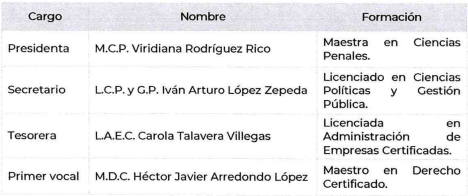 Cargo Nombre Formación
Presidenta M.C.P. Viridiana Rodríguez Rico Maestra en Ciencias
Penales.
Secretario L.C.P. y G.P. Iván Arturo López Zepeda Licenciado en Ciencias
Políticas y Gestión
Pública.
Tesorera L.A.E.C. Carola Talavera Villegas Licenciada en
Administración de
Empresas Certificadas.
Primer vocal M.D.C. Héctor Javier Arredondo López Maestro en Derecho
Certificado.